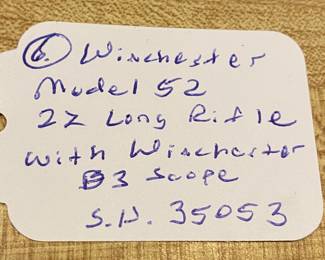 6. Winchester
Model 52
22 Long Rifle
with Winchester
B3 Scope
S.N. 35053